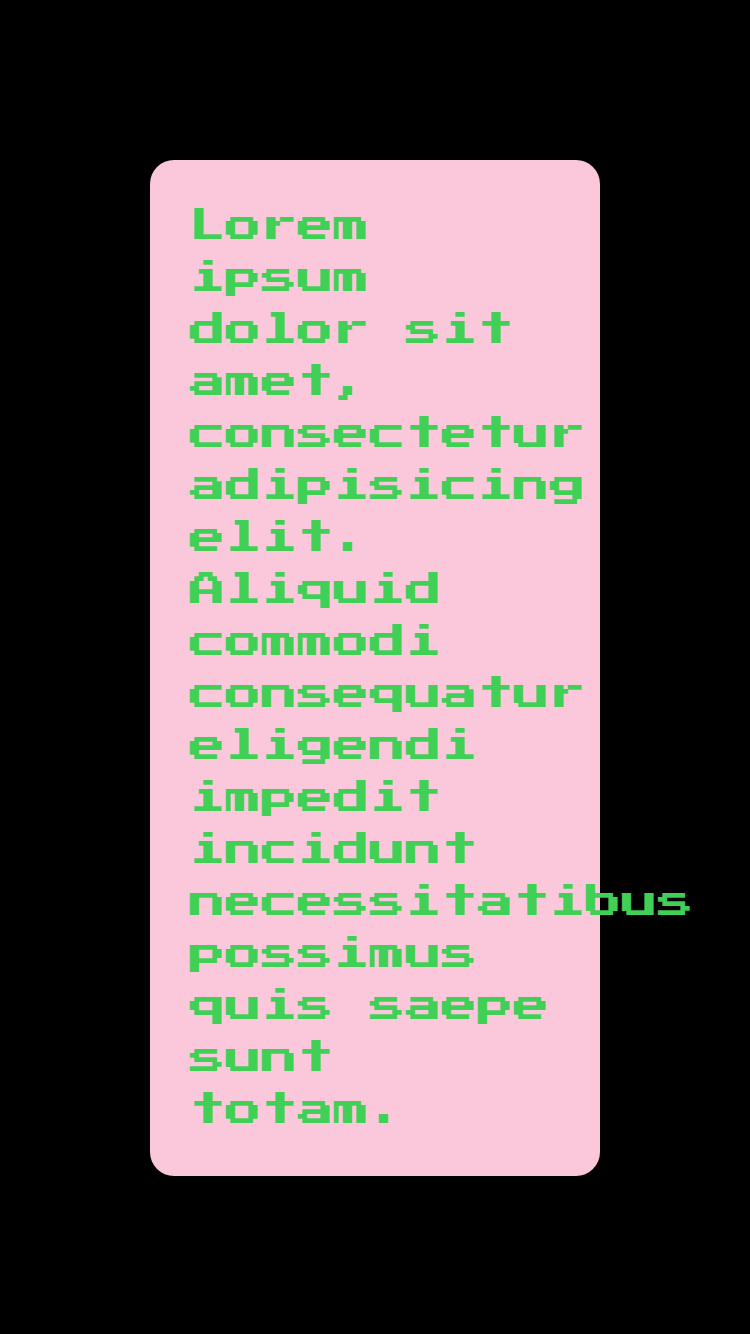 Lorem
ipsum
dolor sit
amet,
consectetur
adipisicing
elit.
Aliquid
commodi
consequatur
eligendi
impedit
incidunt
necessitatibus
possimus
quis saepe
sunt
totam.